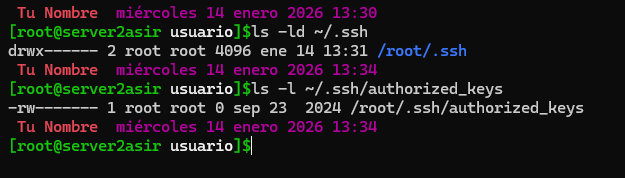 Tu Nombre  miércoles 14 enero 2026 13:30
[root@server2asir usuario]$ls -ld ~/.ssh
drwx------ 2 root root 4096 ene 14 13:31 /root/.ssh
Tu Nombre  miércoles 14 enero 2026 13:34
[root@server2asir usuario]$ls -l ~/.ssh/authorized_keys
-rw------- 1 root root 0 sep 23  2024 /root/.ssh/authorized_keys
Tu Nombre  miércoles 14 enero 2026 13:34
[root@server2asir usuario]$